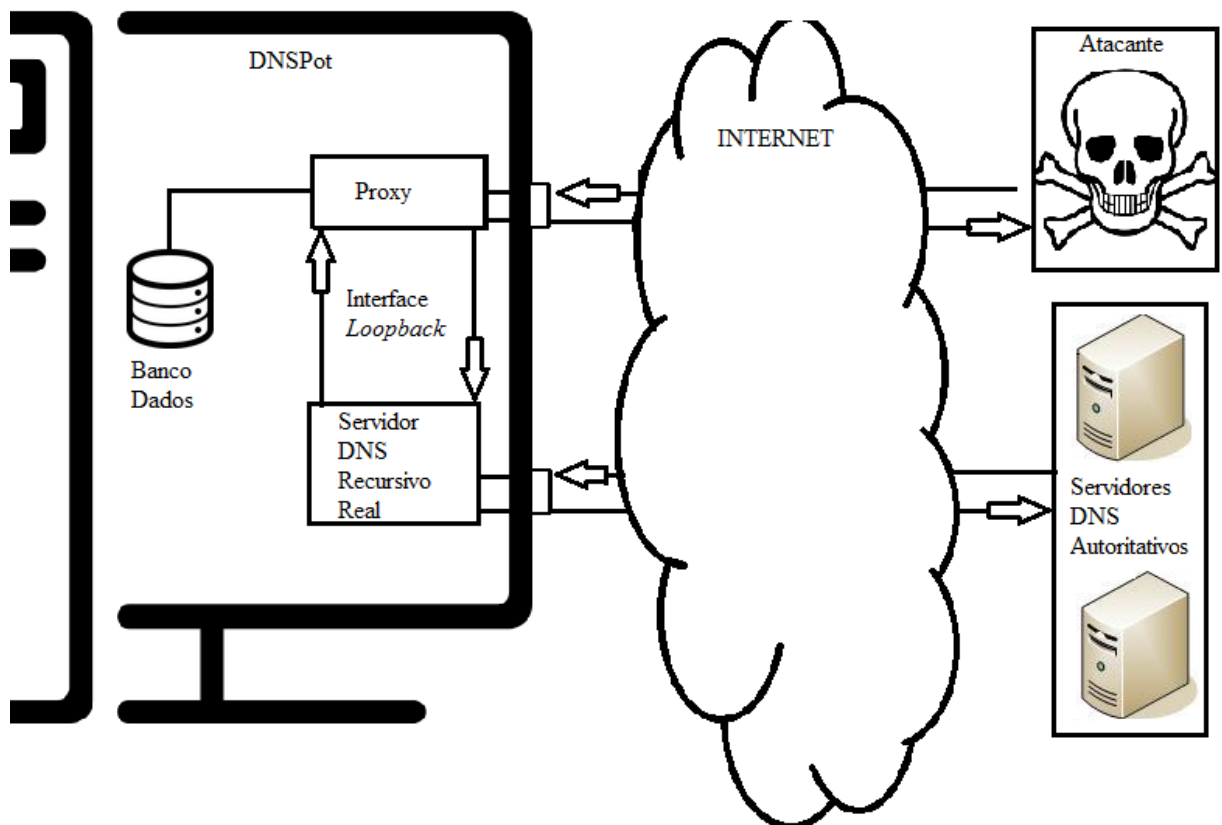 DNSPot
INTERNET
Atacante
Proxy
Interface
Loopback
Banco
Dados
Servidor
DNS
Recursivo
Real
Servidores
DNS
Autoritativos